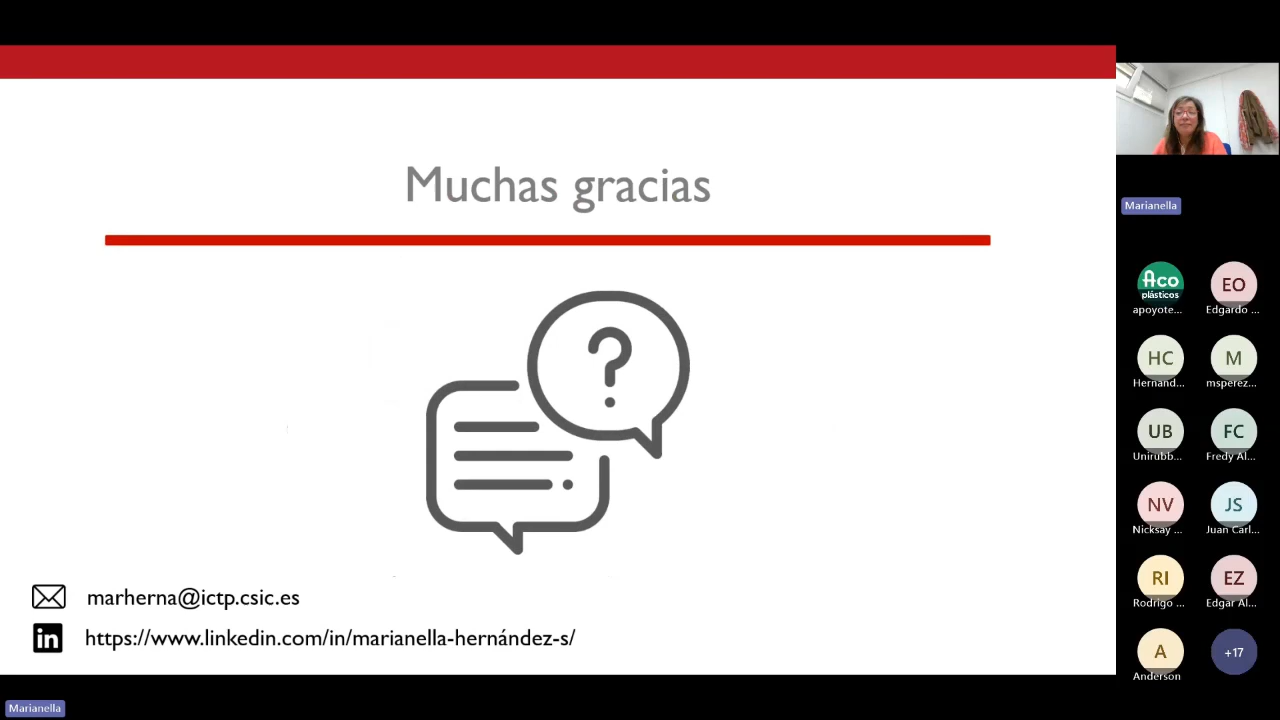 Muchas gracias
?
marherna@ictp.csic.es
in
https://www.linkedin.com/in/marianella-hernández-s/
Marianella
Marianella
Aco
plásticos
apoyote...
EO
Edgardo ...
HC
Hernand...
M
msperez...
UB
Unirubb...
FC
Fredy Al...
NV
Nicksay ...
JS
Juan Carl...
RI
Rodrigo ...
EZ
Edgar Al...
A
Anderson
+17